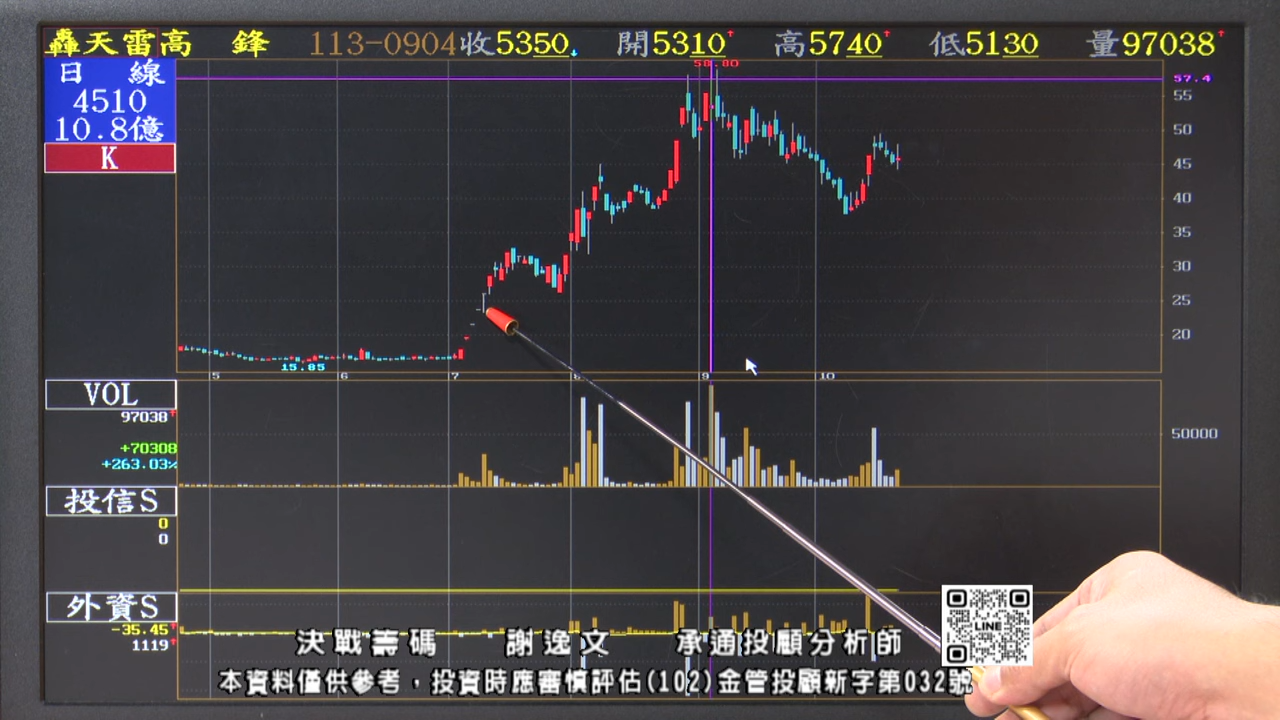 轟天雷高 鋒 113-0904收5350↓ 開5310↑ 高5740↑ 低5130 量97038↑
日 線
4510
10.8億
K
58.80
57.4
55
50
45
40
35
30
25
20
15.85
5 6 7 8 9 10
VOL
97038↑
+70308
+263.03%
50000
投信S
0
0
外資S
-35.45↑
1119↑
LINE
決戰籌碼 謝逸文 承通投顧分析師
本資料僅供參考，投資時應審慎評估(102)金管投顧新字第032號